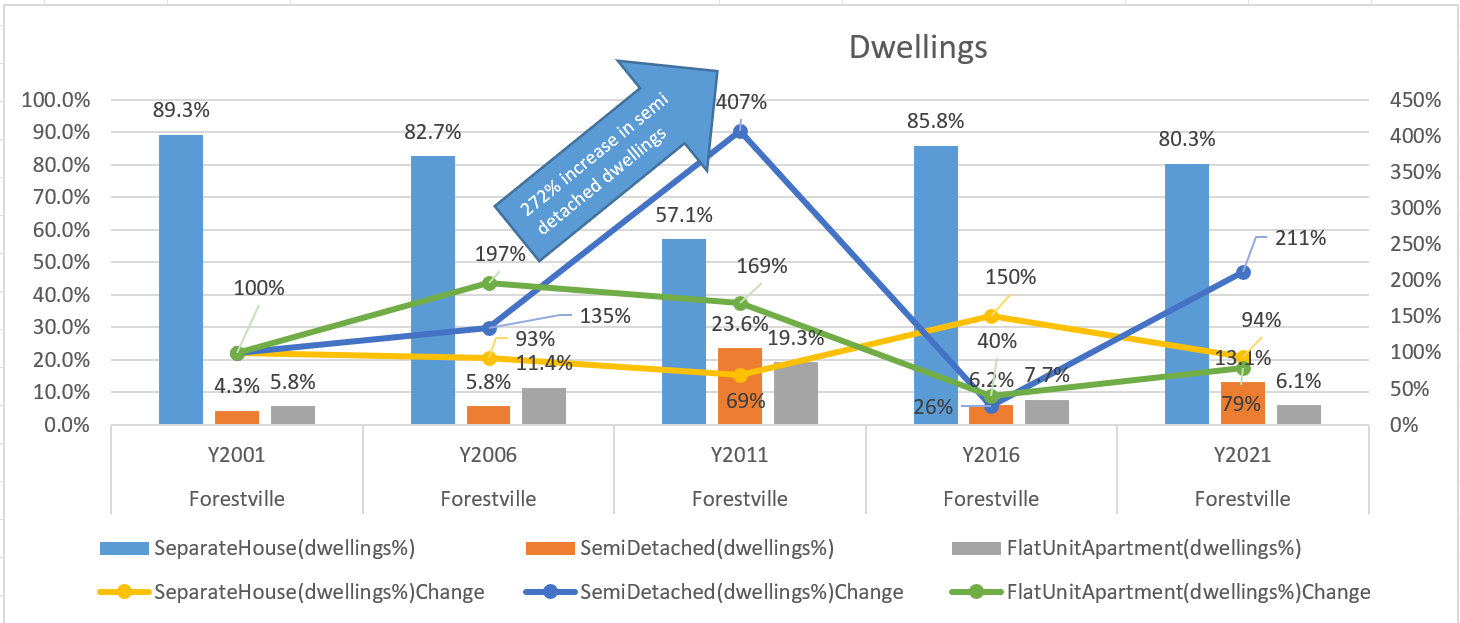 Dwellings
100.0%
90.0%
80.0%
70.0%
60.0%
50.0%
40.0%
30.0%
20.0%
10.0%
0.0%
450%
400%
350%
300%
250%
200%
150%
100%
50%
0%
272% increase in semi
detached dwellings
89.3%
4.3%
5.8%
100%
82.7%
5.8%
11.4%
197%
135%
93%
57.1%
23.6%
19.3%
407%
169%
69%
85.8%
6.2%
7.7%
150%
40%
26%
80.3%
13.1%
6.1%
211%
94%
79%
Y2001
Y2006
Y2011
Y2016
Y2021
Forestville
Forestville
Forestville
Forestville
Forestville
SeparateHouse(dwellings%)
SemiDetached(dwellings%)
FlatUnitApartment(dwellings%)
SeparateHouse(dwellings%)Change
SemiDetached(dwellings%)Change
FlatUnitApartment(dwellings%)Change